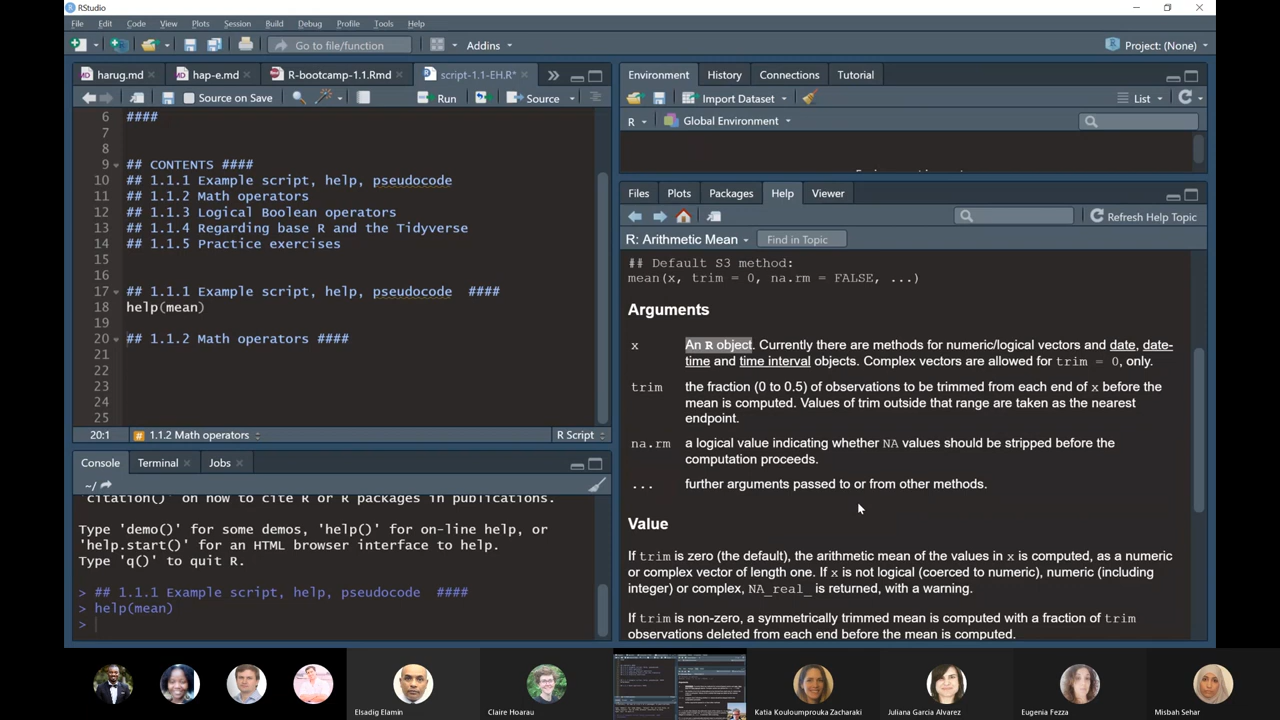 RStudio
File Edit Code View Plots Session Build Debug Profile Tools Help
Go to file/function
Addins
Project: (None)
harug.md
hap-e.md
R-bootcamp-1.1.Rmd
script-1.1-EH.R*
Source on Save
Run
Source
6 ####
7
8
9 ## CONTENTS ####
10 ## 1.1.1 Example script, help, pseudocode
11 ## 1.1.2 Math operators
12 ## 1.1.3 Logical Boolean operators
13 ## 1.1.4 Regarding base R and the Tidyverse
14 ## 1.1.5 Practice exercises
15
16
17 ## 1.1.1 Example script, help, pseudocode ####
18 help(mean)
19
20 ## 1.1.2 Math operators ####
21
22
23
24
25
20:1
# 1.1.2 Math operators
R Script
Console Terminal Jobs
~/
citation()' on how to cite R or R packages in publications.
Type 'demo()' for some demos, 'help()' for on-line help, or
'help.start()' for an HTML browser interface to help.
Type 'q()' to quit R.
> ## 1.1.1 Example script, help, pseudocode ####
> help(mean)
>
Environment History Connections Tutorial
Import Dataset
List
R
Global Environment
Files Plots Packages Help Viewer
Refresh Help Topic
R: Arithmetic Mean
Find in Topic
## Default S3 method:
mean(x, trim = 0, na.rm = FALSE, ...)
Arguments
x An R object. Currently there are methods for numeric/logical vectors and date, date-
time and time interval objects. Complex vectors are allowed for trim = 0, only.
trim the fraction (0 to 0.5) of observations to be trimmed from each end of x before the
mean is computed. Values of trim outside that range are taken as the nearest
endpoint.
na.rm a logical value indicating whether NA values should be stripped before the
computation proceeds.
... further arguments passed to or from other methods.
Value
If trim is zero (the default), the arithmetic mean of the values in x is computed, as a numeric
or complex vector of length one. If x is not logical (coerced to numeric), numeric (including
integer) or complex, NA_real_ is returned, with a warning.
If trim is non-zero, a symmetrically trimmed mean is computed with a fraction of trim
observations deleted from each end before the mean is computed.
Elsadig Elamin
Claire Hoarau
Katia Kouloumprouka Zacharaki
Juliana Garcia Alvarez
Eugenia Fezza
Misbah Sehar